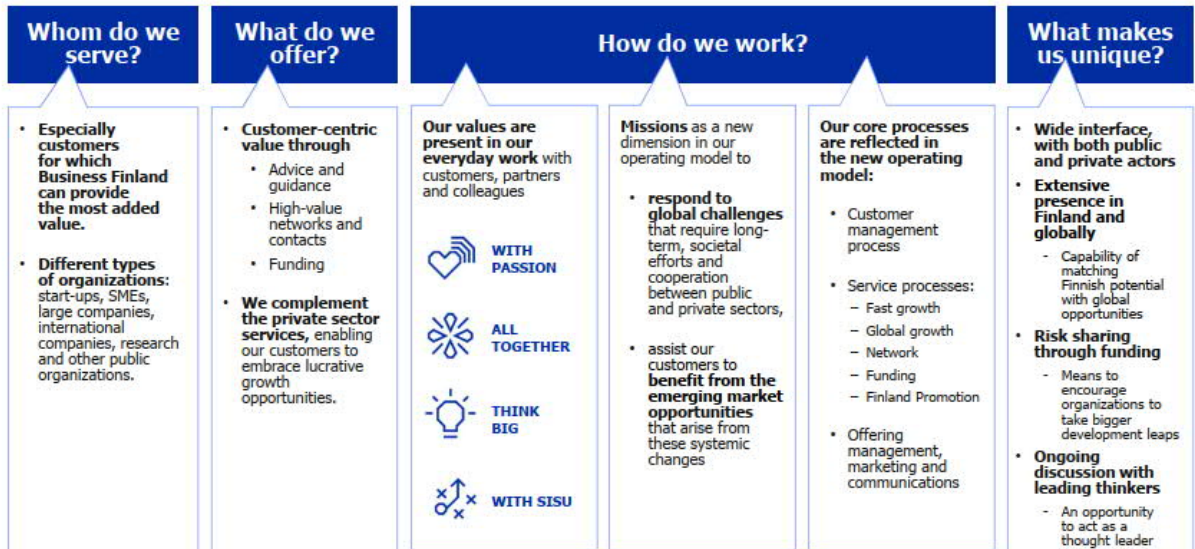 Whom do we
serve?
• Especially
customers
for which
Business Finland
can provide
the most added
value.
• Different types
of organizations:
start-ups, SMEs,
large companies,
international
companies, research
and other public
organizations.
What do we
offer?
• Customer-centric
value through
• Advice and
guidance
• High-value
networks and
contacts
• Funding
• We complement
the private sector
services, enabling
our customers to
embrace lucrative
growth
opportunities.
How do we work?
Our values are
present in our
everyday work with
customers, partners
and colleagues
WITH
PASSION
ALL
TOGETHER
THINK
BIG
WITH SISU
Missions as a new
dimension in our
operating model to
• respond to
global challenges
that require long-
term, societal
efforts and
cooperation
between public
and private sectors,
• assist our
customers to
benefit from the
emerging market
opportunities
that arise from
these systemic
changes
Our core processes
are reflected in
the new operating
model:
• Customer
management
process
• Service processes:
– Fast growth
– Global growth
– Network
– Funding
– Finland Promotion
• Offering
management,
marketing and
communications
What makes
us unique?
• Wide interface,
with both public
and private actors
• Extensive
presence in
Finland and
globally
- Capability of
matching
Finnish potential
with global
opportunities
• Risk sharing
through funding
- Means to
encourage
organizations to
take bigger
development leaps
• Ongoing
discussion with
leading thinkers
- An opportunity
to act as a
thought leader